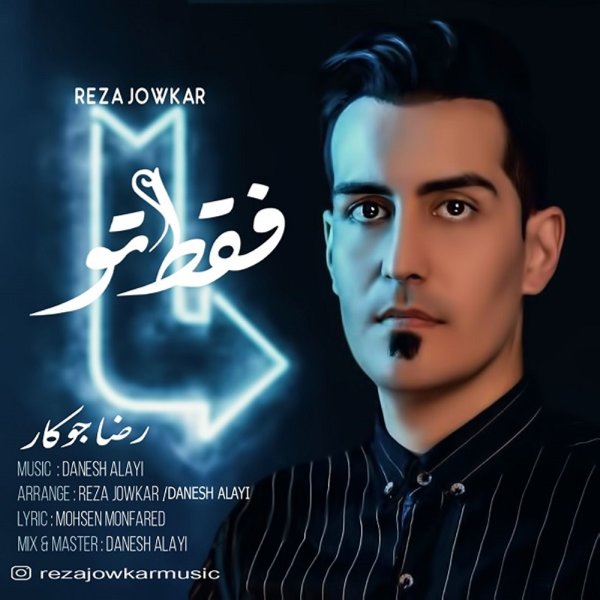 REZA JOWKAR
فقط تو
رضا جوکار
MUSIC : DANESH ALAYI
ARRANGE : REZA JOWKAR /DANESH ALAYI
LYRIC : MOHSEN MONFARED
MIX & MASTER : DANESH ALAYI
rezajowkarmusic